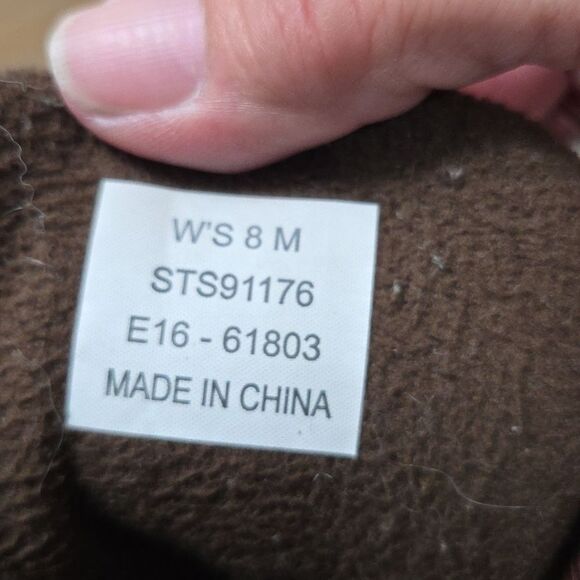 W'S 8 M
STS91176
E16 - 61803
MADE IN CHINA